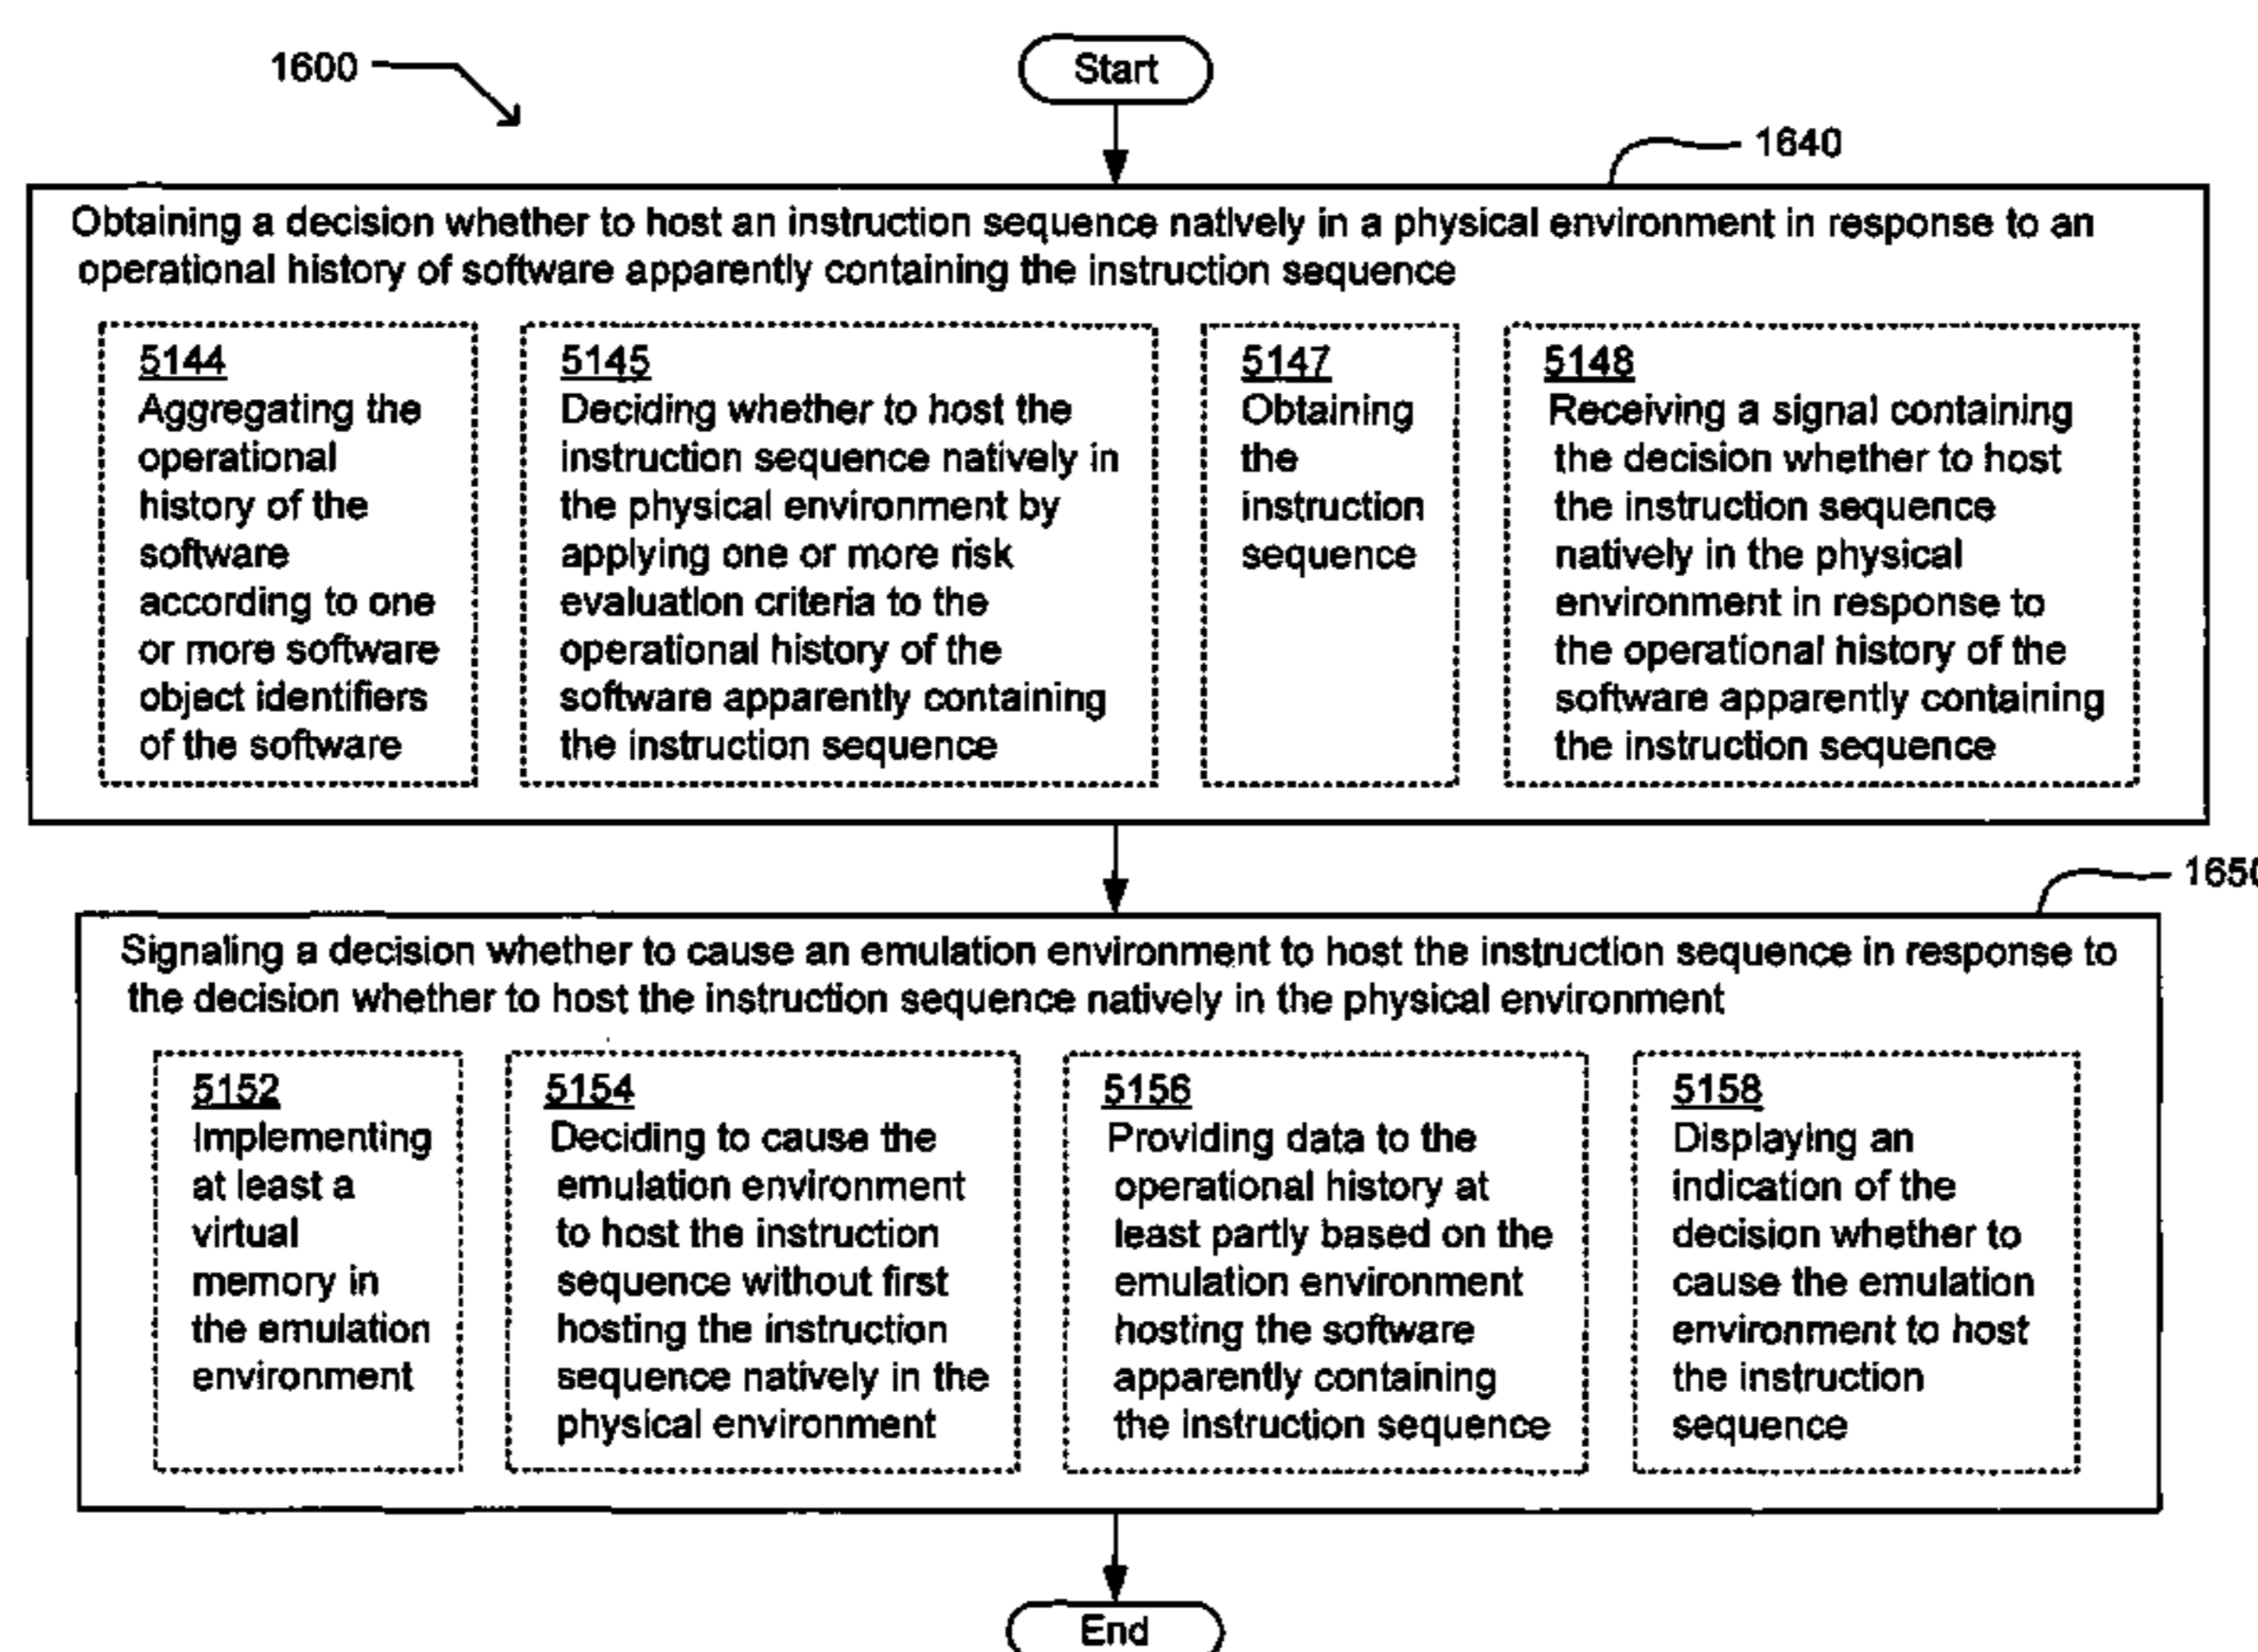 1600
Start
1640
Obtaining a decision whether to host an instruction sequence natively in a physical environment in response to an
operational history of software apparently containing the instruction sequence
5144
Aggregating the
operational
history of the
software
according to one
or more software
object identifiers
of the software
5145
Deciding whether to host the
instruction sequence natively in
the physical environment by
applying one or more risk
evaluation criteria to the
operational history of the
software apparently containing
the instruction sequence
5147
Obtaining
the
instruction
sequence
5148
Receiving a signal containing
the decision whether to host
the instruction sequence
natively in the physical
environment in response to
the operational history of the
software apparently containing
the instruction sequence
1650
Signaling a decision whether to cause an emulation environment to host the instruction sequence in response to
the decision whether to host the instruction sequence natively in the physical environment
5152
Implementing
at least a
virtual
memory in
the emulation
environment
5154
Deciding to cause the
emulation environment
to host the instruction
sequence without first
hosting the instruction
sequence natively in the
physical environment
5156
Providing data to the
operational history at
least partly based on the
emulation environment
hosting the software
apparently containing
the instruction sequence
5158
Displaying an
indication of the
decision whether to
cause the emulation
environment to host
the instruction
sequence
End